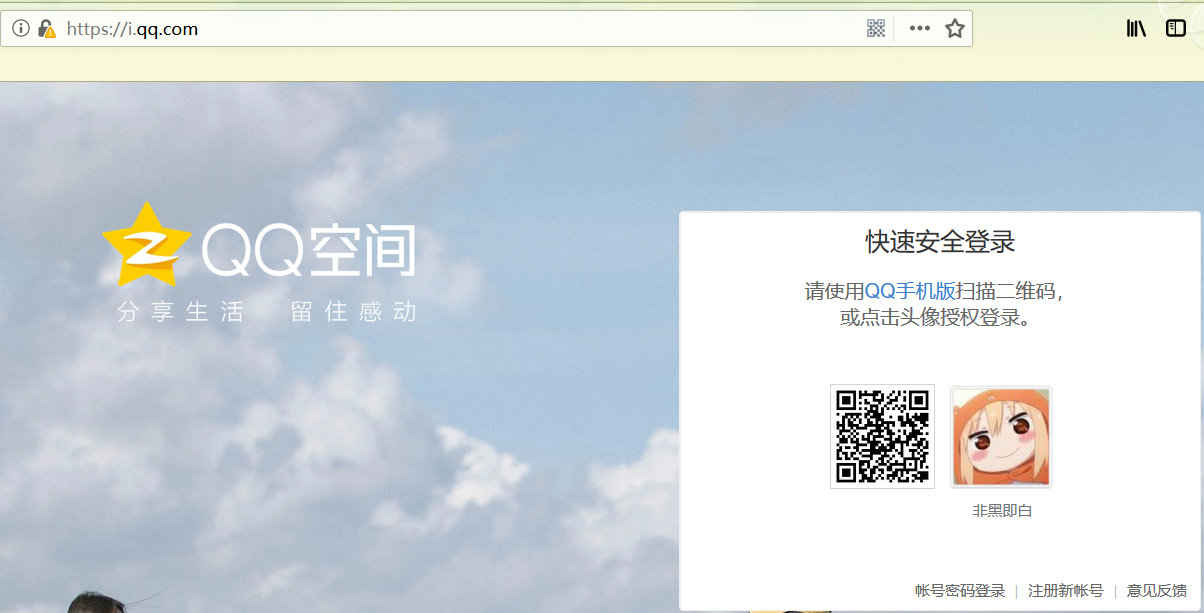 https://i.qq.com
QQ空间
分享生活 留住感动
快速安全登录
请使用QQ手机版扫描二维码，
或点击头像授权登录。
非黑即白
帐号密码登录 | 注册新帐号 | 意见反馈